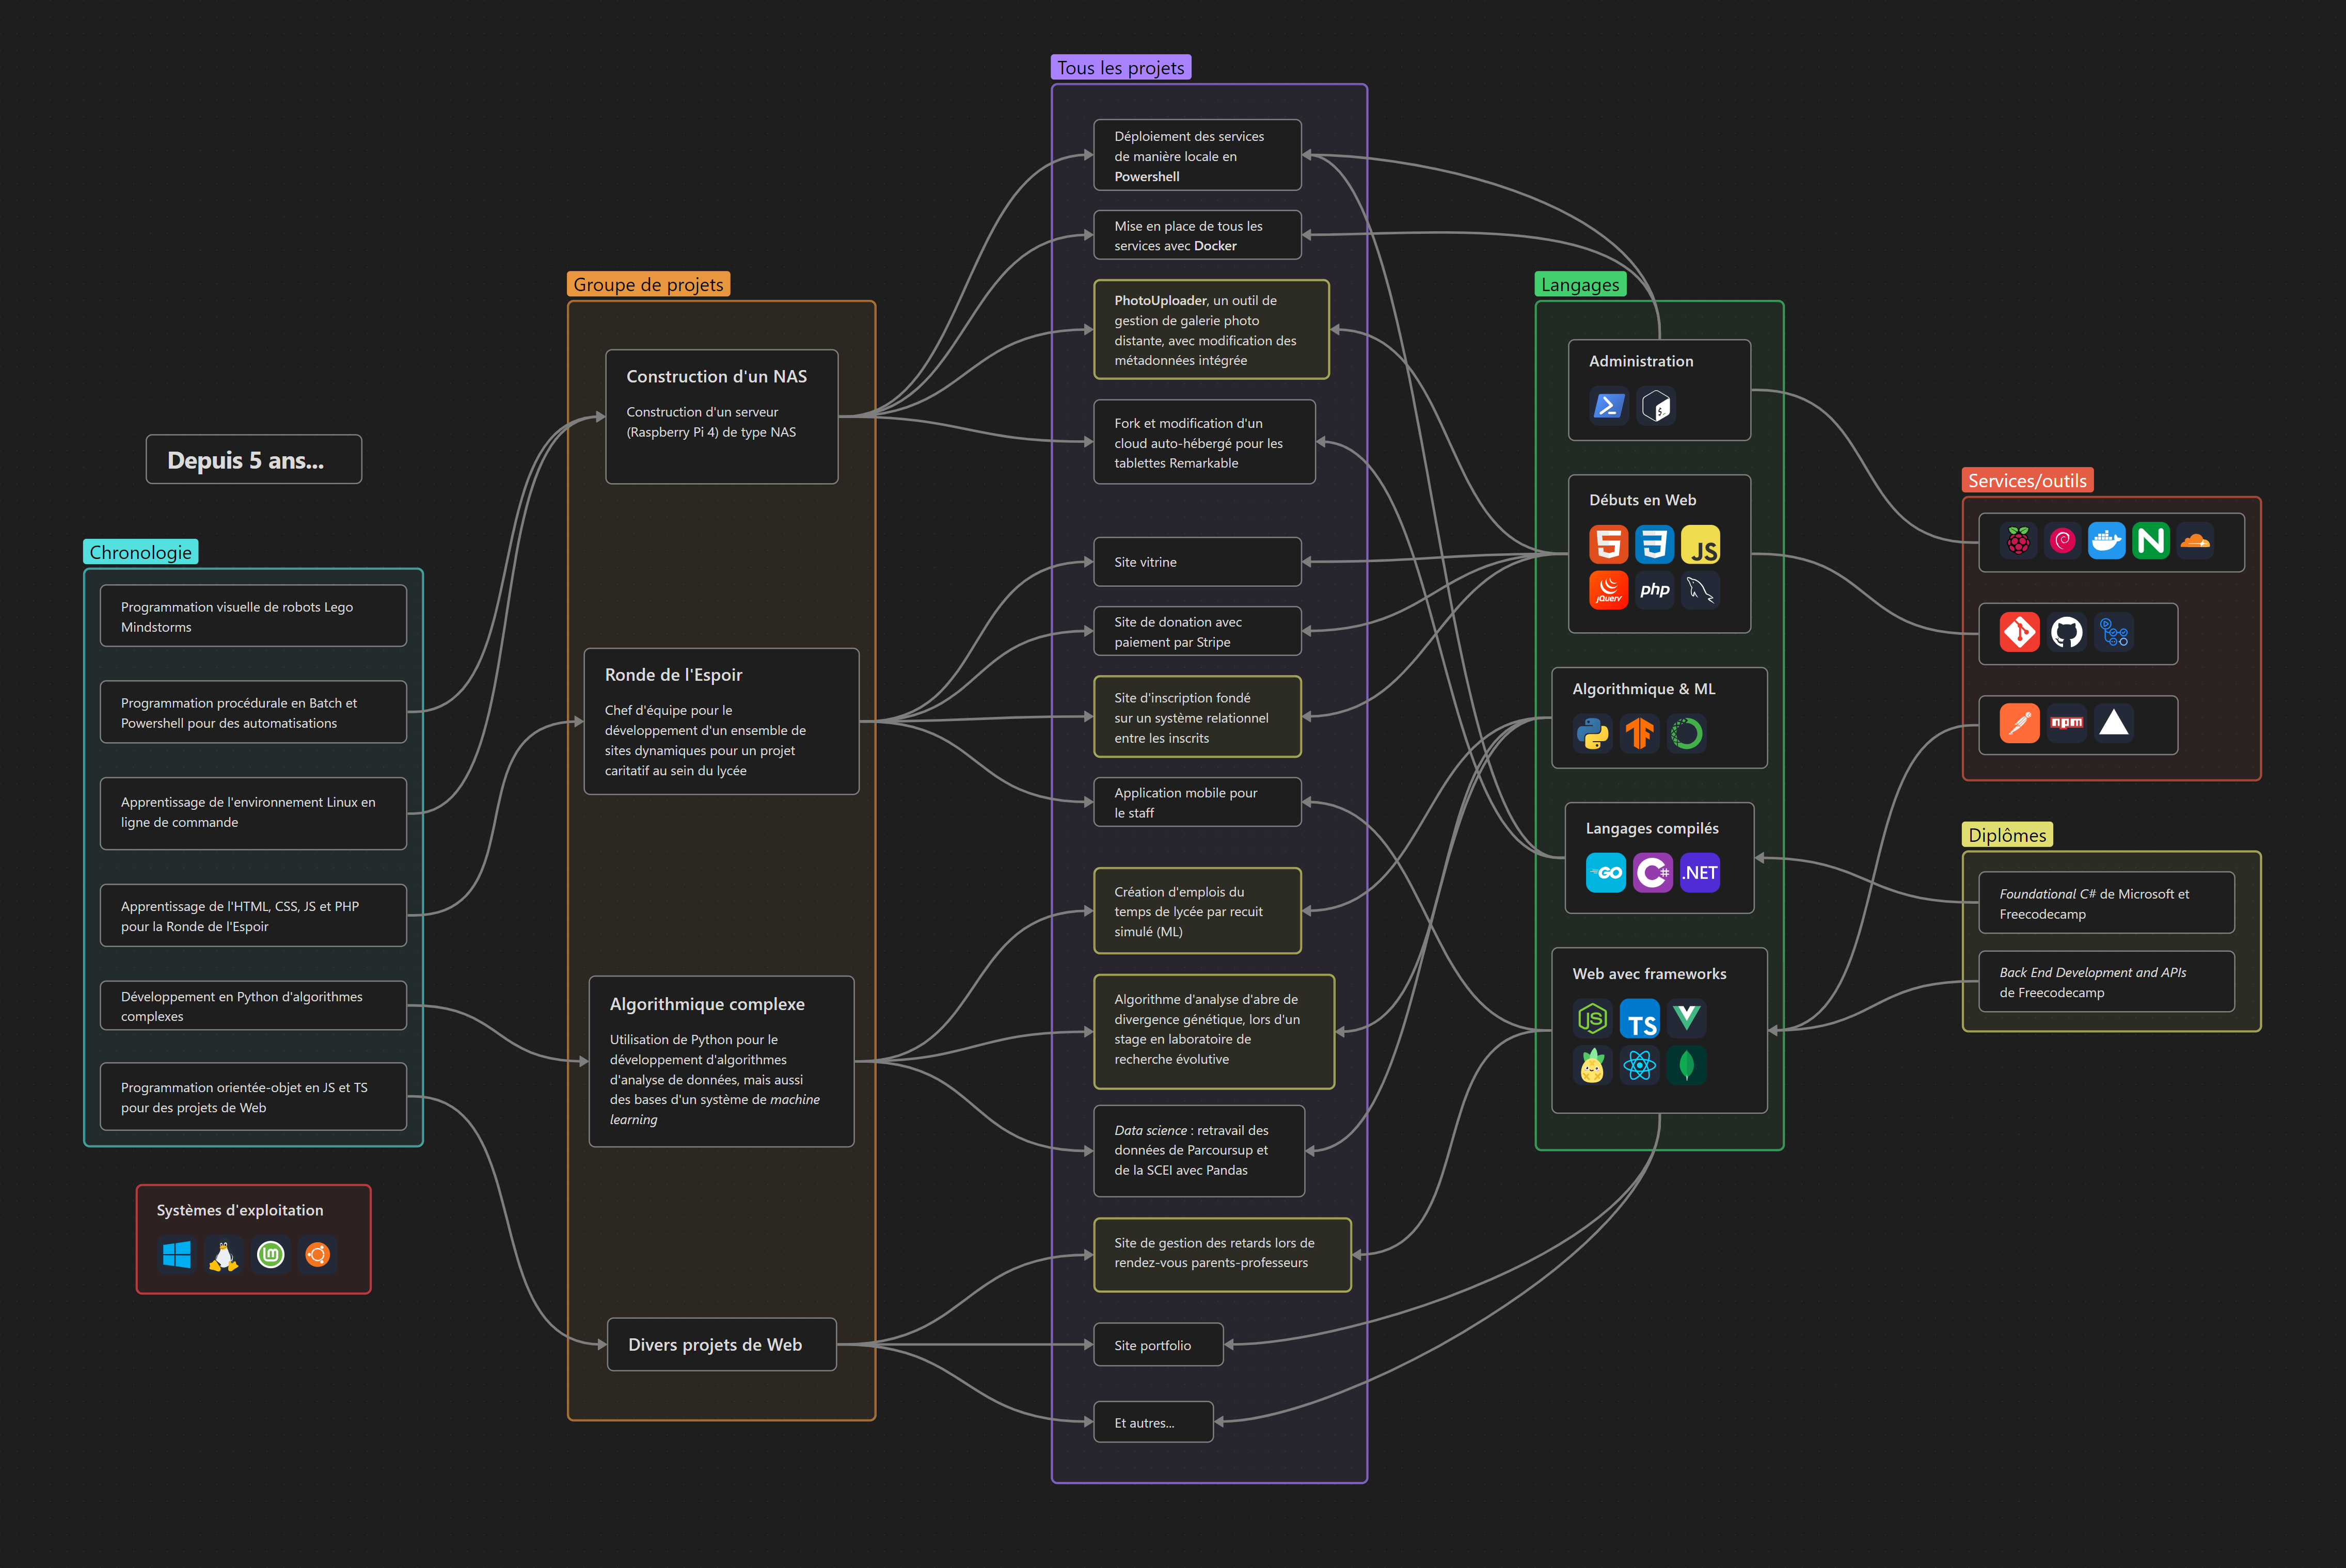 Depuis 5 ans...
Chronologie
Programmation visuelle de robots Lego
Mindstorms
Programmation procédurale en Batch et
Powershell pour des automatisations
Apprentissage de l'environnement Linux en
ligne de commande
Apprentissage de l'HTML, CSS, JS et PHP
pour la Ronde de l'Espoir
Développement en Python d'algorithmes
complexes
Programmation orientée-objet en JS et TS
pour des projets de Web
Systèmes d'exploitation
lm
Groupe de projets
Construction d'un NAS
Construction d'un serveur
(Raspberry Pi 4) de type NAS
Ronde de l'Espoir
Chef d'équipe pour le
développement d'un ensemble de
sites dynamiques pour un projet
caritatif au sein du lycée
Algorithmique complexe
Utilisation de Python pour le
développement d'algorithmes
d'analyse de données, mais aussi
des bases d'un système de machine
learning
Divers projets de Web
Tous les projets
Déploiement des services
de manière locale en
Powershell
Mise en place de tous les
services avec Docker
PhotoUploader, un outil de
gestion de galerie photo
distante, avec modification des
métadonnées intégrée
Fork et modification d'un
cloud auto-hébergé pour les
tablettes Remarkable
Site vitrine
Site de donation avec
paiement par Stripe
Site d'inscription fondé
sur un système relationnel
entre les inscrits
Application mobile pour
le staff
Création d'emplois du
temps de lycée par recuit
simulé (ML)
Algorithme d'analyse d'abre de
divergence génétique, lors d'un
stage en laboratoire de
recherche évolutive
Data science : retravail des
données de Parcoursup et
de la SCEI avec Pandas
Site de gestion des retards lors de
rendez-vous parents-professeurs
Site portfolio
Et autres...
Langages
Administration
Débuts en Web
JS
jQuery php
Algorithmique & ML
Langages compilés
GO C# .NET
Web avec frameworks
JS TS
Services/outils
N
npm
Diplômes
Foundational C# de Microsoft et
Freecodecamp
Back End Development and APIs
de Freecodecamp